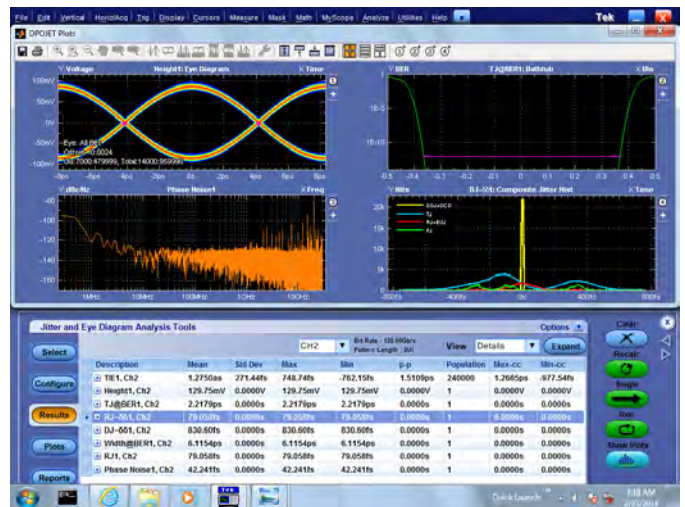 File Edit Vertical Horiz/Acq Trig Display Cursors Measure Mask Math MyScope Analyze Utilities Help Tek
DPOJET Plots
Y:Voltage Height1: Eye Diagram X:Time
100mV
50mV
0V
-50mV
-100mV
Eye: All Bits
Offset: -0.0024
-8ps -6ps -4ps -2ps 0s 2ps 4ps 6ps 8ps
Y:BER TJ@BER1: Bathtub X:UIs
1
1E-5
1E-10
-0.5 -0.4 -0.3 -0.2 -0.1 0 0.1 0.2 0.3 0.4 0.5
Y:dBc/Hz Phase Noise1 X:Freq
-80
-100
-120
-140
-160
1MHz 10MHz 100MHz 1GHz 10GHz
Y:Hits DJ-δδ1: Composite Jitter Hist X:Time
20k
15k
10k
5k
0
TJ
-800fs -400fs 0s 400fs 800fs
Jitter and Eye Diagram Analysis Tools
Options
Clear
Select
CH2
Pattern Length : 2UI
View Details Expand
Recalc
Description Mean Std Dev Max Min p-p Population Max-cc Min-cc
Configure
TIE1, Ch2 1.2750as 271.44fs 748.74fs -762.15fs 1.5109ps 240000 1.2665ps -977.54fs
Height1, Ch2 129.75mV 0.0000V 129.75mV 129.75mV 0.0000V 1 0.0000V 0.0000V
Single
TJ@BER1, Ch2 2.2179ps 0.0000s 2.2179ps 2.2179ps 0.0000s 1 0.0000s 0.0000s
Results
RJ-δδ1, Ch2 79.058fs 0.0000s 79.058fs 79.058fs 0.0000s 1 0.0000s 0.0000s
Run
DJ-δδ1, Ch2 830.60fs 0.0000s 830.60fs 830.60fs 0.0000s 1 0.0000s 0.0000s
Plots
Width@BER1, Ch2 6.1154ps 0.0000s 6.1154ps 6.1154ps 0.0000s 1 0.0000s 0.0000s
Show Plots
RJ1, Ch2 79.058fs 0.0000s 79.058fs 79.058fs 0.0000s 1 0.0000s 0.0000s
Phase Noise1, Ch2 42.241fs 0.0000s 42.241fs 42.241fs 0.0000s 1 0.0000s 0.0000s
Reports
Quick Launch
7:18 AM